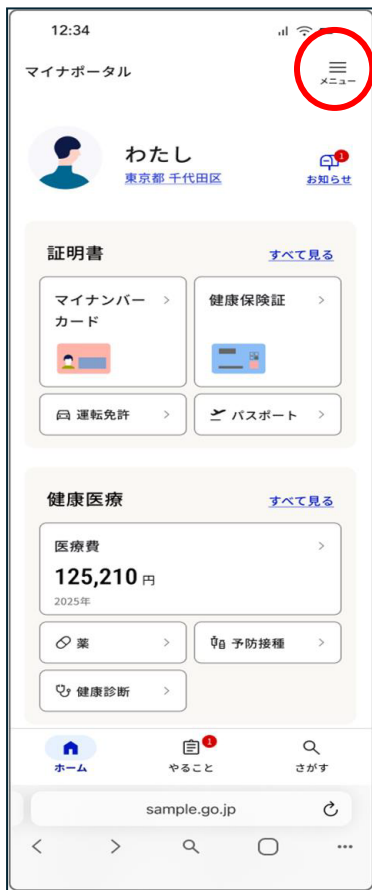 12:34
マイナポータル
メニュー
わたし
東京都 千代田区
1
お知らせ
証明書
すべて見る
マイナンバー
カード
健康保険証
運転免許
パスポート
健康医療
すべて見る
医療費
125,210 円
2025年
薬
予防接種
健康診断
1
ホーム
やること
さがす
sample.go.jp